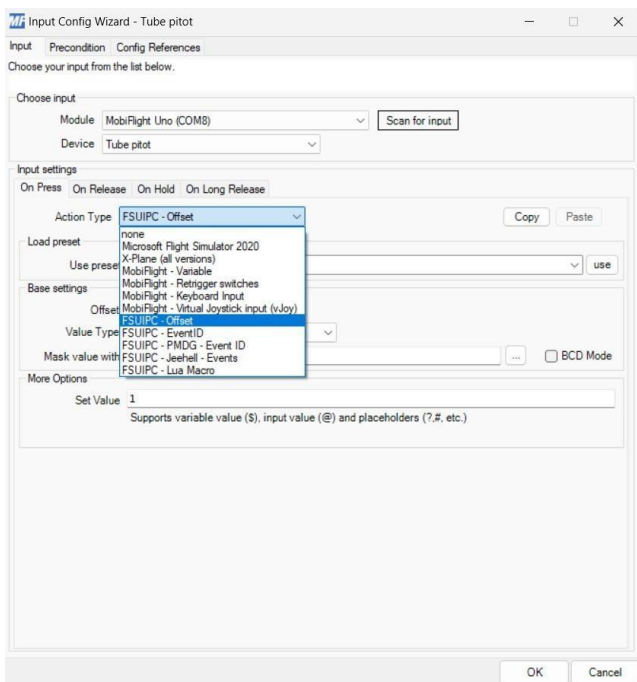 MF Input Config Wizard - Tube pitot
Input Precondition Config References
Choose your input from the list below.
Choose input
Module MobiFlight Uno (COM8) Scan for input
Device Tube pitot
Input settings
On Press On Release On Hold On Long Release
Action Type FSUIPC - Offset Copy Paste
none
Load preset Microsoft Flight Simulator 2020
X-Plane (all versions)
Use preset MobiFlight - Variable use
MobiFlight - Retrigger switches
Base settings MobiFlight - Keyboard Input
Offset MobiFlight - Virtual Joystick input (vJoy)
FSUIPC - Offset
Value Type FSUIPC - EventID
FSUIPC - PMDG - Event ID
Mask value with FSUIPC - Jeehell - Events ... BCD Mode
FSUIPC - Lua Macro
More Options
Set Value 1
Supports variable value ($), input value (@) and placeholders (?,#, etc.)
OK Cancel